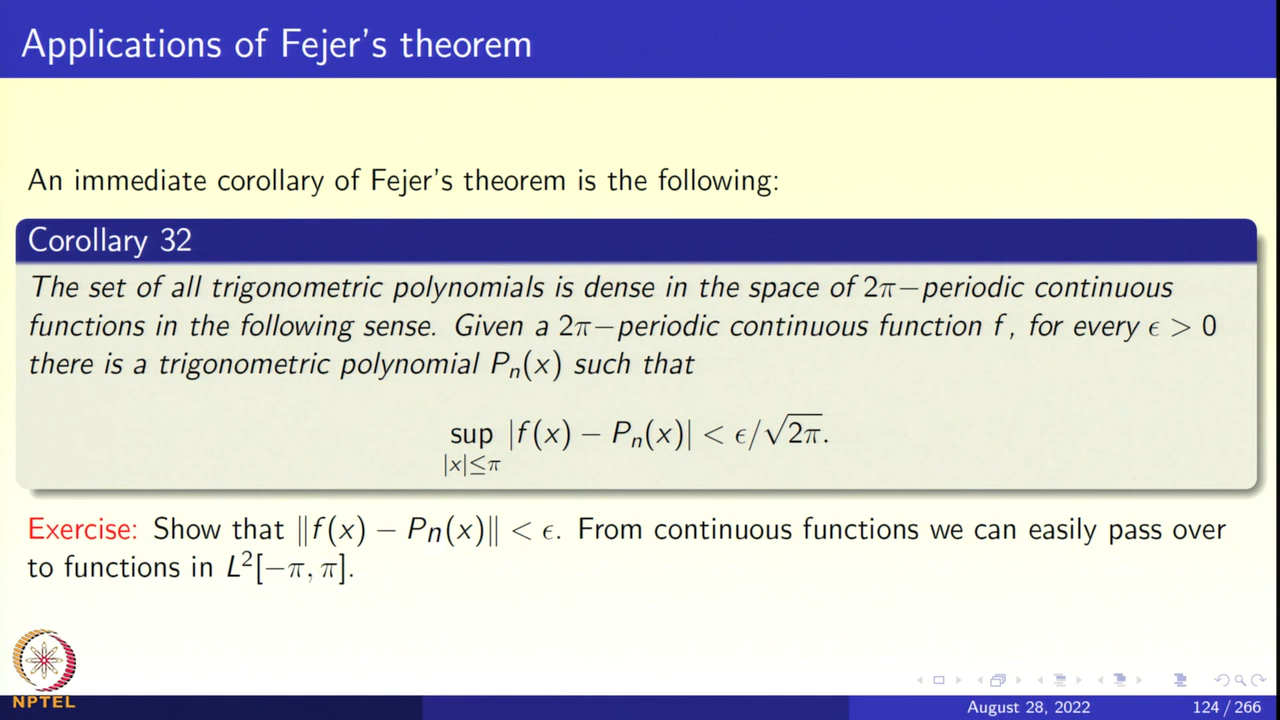 Applications of Fejer's theorem
An immediate corollary of Fejer's theorem is the following:
Corollary 32
The set of all trigonometric polynomials is dense in the space of 2π−periodic continuous
functions in the following sense. Given a 2π−periodic continuous function f, for every ϵ > 0
there is a trigonometric polynomial Pₙ(x) such that
sup |f(x) − Pₙ(x)| < ϵ/√2π.
|x|≤π
Exercise: Show that ‖f(x) − Pn(x)‖ < ϵ. From continuous functions we can easily pass over
to functions in L²[−π, π].
NPTEL
August 28, 2022
124 / 266